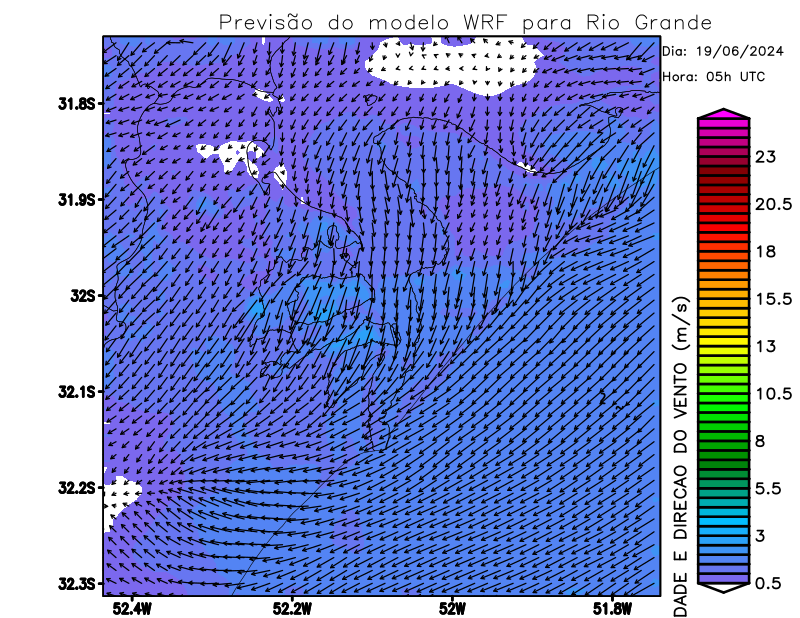 Previsão do modelo WRF para Rio Grande
Dia: 19/06/2024
Hora: 05h UTC
31.8S
31.9S
32S
32.1S
32.2S
32.3S
52.4W
52.2W
52W
51.8W
DADE E DIRECAO DO VENTO (m/s)
23
20.5
18
15.5
13
10.5
8
5.5
3
0.5